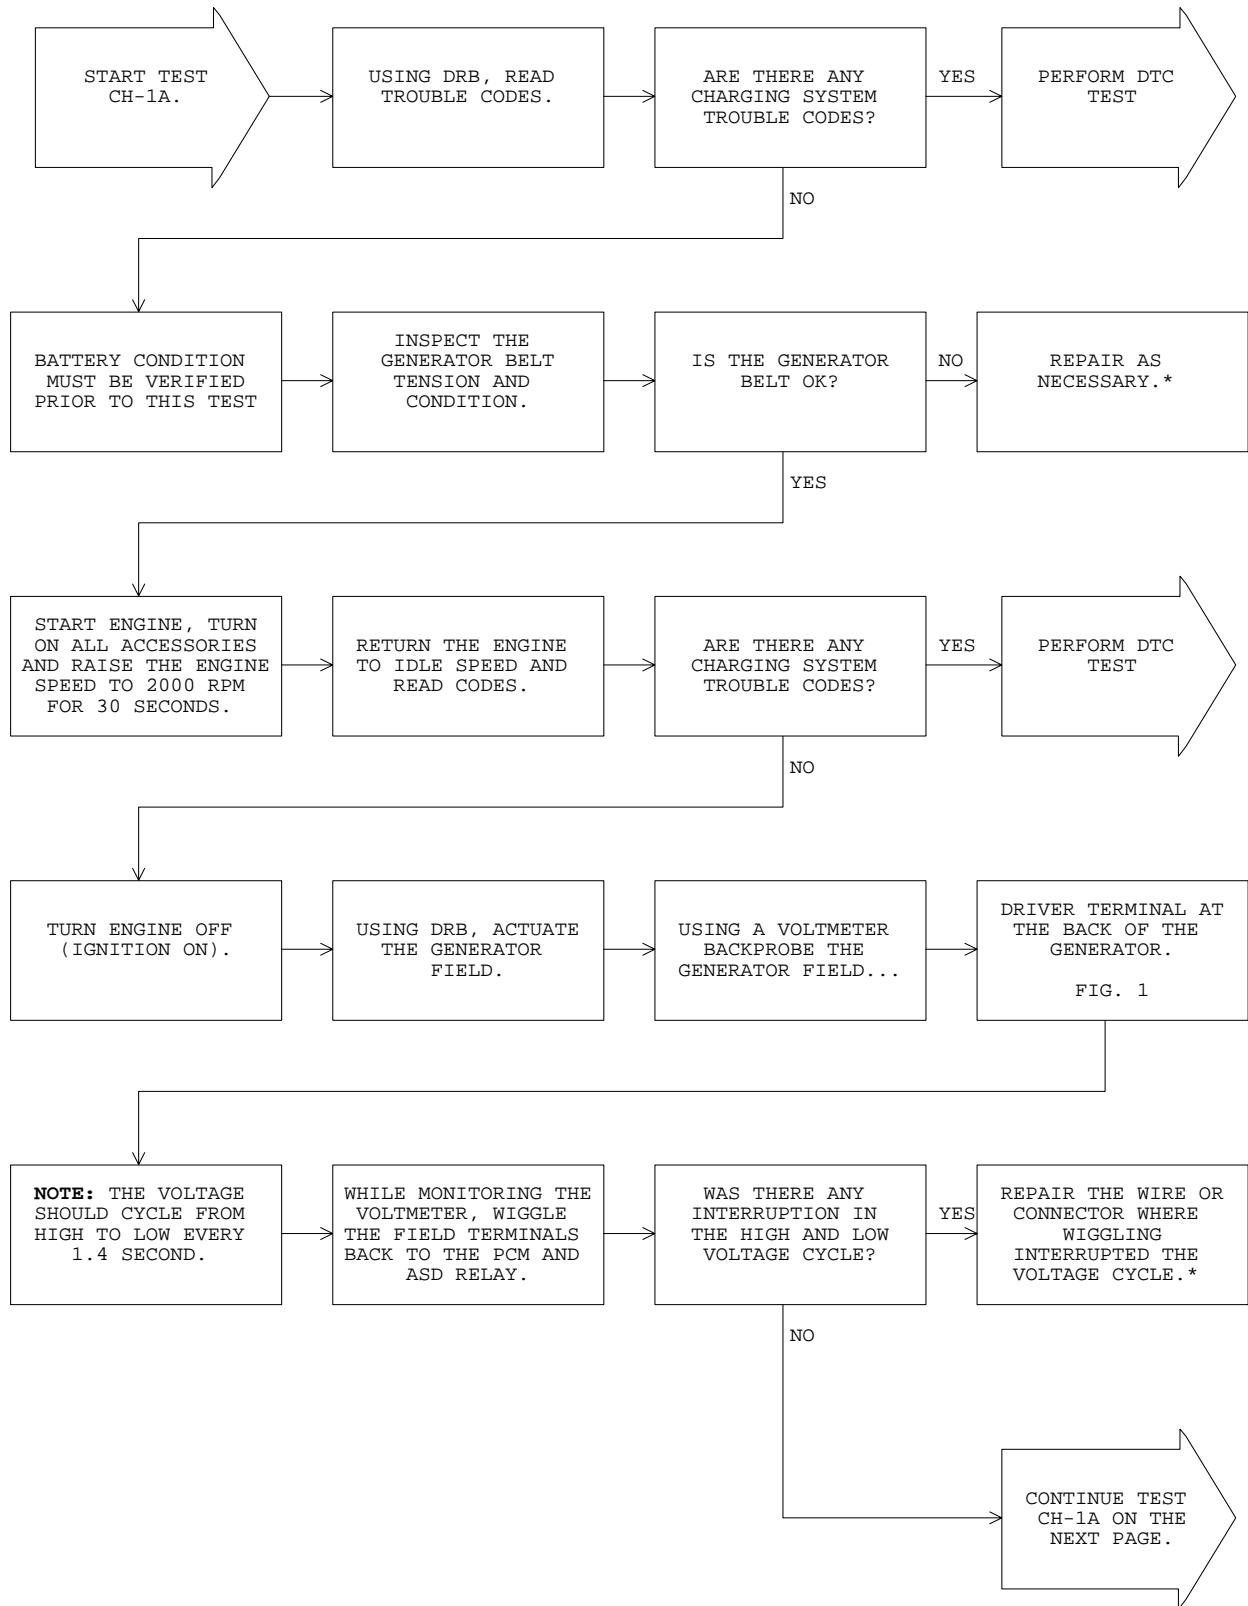 START TEST
CH-1A.
USING DRB, READ
TROUBLE CODES.
ARE THERE ANY
CHARGING SYSTEM
TROUBLE CODES?
YES
PERFORM DTC
TEST
NO
BATTERY CONDITION
MUST BE VERIFIED
PRIOR TO THIS TEST
INSPECT THE
GENERATOR BELT
TENSION AND
CONDITION.
IS THE GENERATOR
BELT OK?
NO
REPAIR AS
NECESSARY.*
YES
START ENGINE, TURN
ON ALL ACCESSORIES
AND RAISE THE ENGINE
SPEED TO 2000 RPM
FOR 30 SECONDS.
RETURN THE ENGINE
TO IDLE SPEED AND
READ CODES.
ARE THERE ANY
CHARGING SYSTEM
TROUBLE CODES?
YES
PERFORM DTC
TEST
NO
TURN ENGINE OFF
(IGNITION ON).
USING DRB, ACTUATE
THE GENERATOR
FIELD.
USING A VOLTMETER
BACKPROBE THE
GENERATOR FIELD...
DRIVER TERMINAL AT
THE BACK OF THE
GENERATOR.
FIG. 1
NOTE: THE VOLTAGE
SHOULD CYCLE FROM
HIGH TO LOW EVERY
1.4 SECOND.
WHILE MONITORING THE
VOLTMETER, WIGGLE
THE FIELD TERMINALS
BACK TO THE PCM AND
ASD RELAY.
WAS THERE ANY
INTERRUPTION IN
THE HIGH AND LOW
VOLTAGE CYCLE?
YES
REPAIR THE WIRE OR
CONNECTOR WHERE
WIGGLING
INTERRUPTED THE
VOLTAGE CYCLE.*
NO
CONTINUE TEST
CH-1A ON THE
NEXT PAGE.